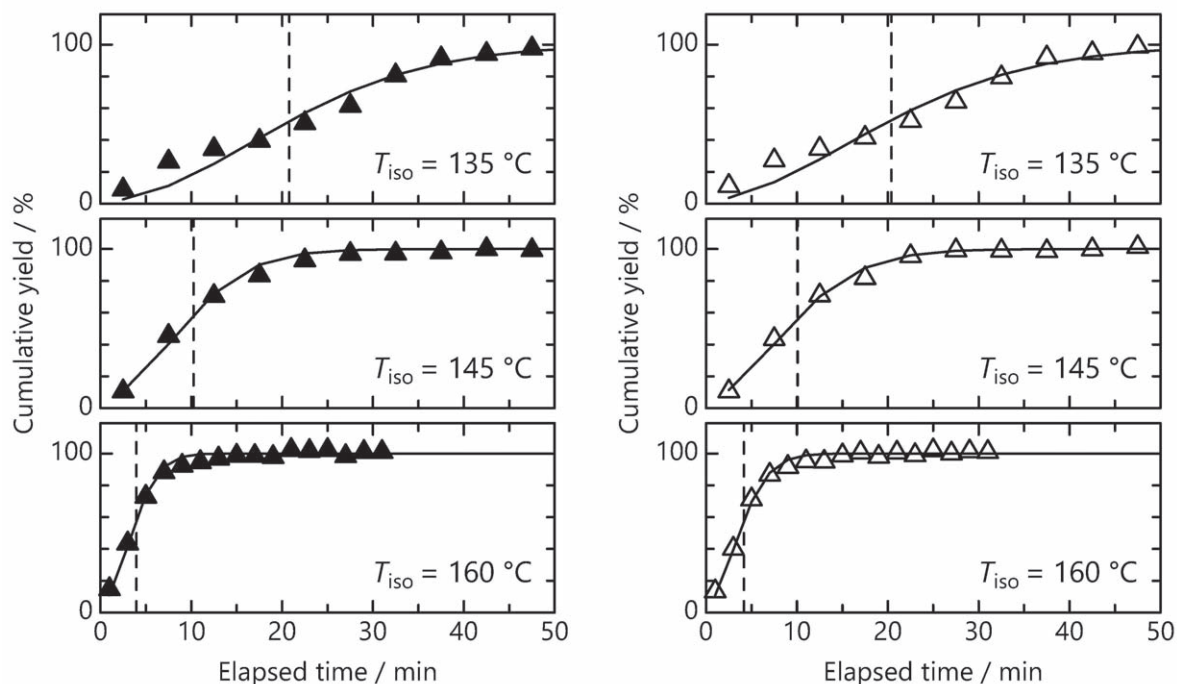 Cumulative yield / %
100
0
T_iso = 135 °C
100
0
T_iso = 145 °C
100
0
T_iso = 160 °C
0 10 20 30 40 50
Elapsed time / min
Cumulative yield / %
100
0
T_iso = 135 °C
100
0
T_iso = 145 °C
100
0
T_iso = 160 °C
0 10 20 30 40 50
Elapsed time / min